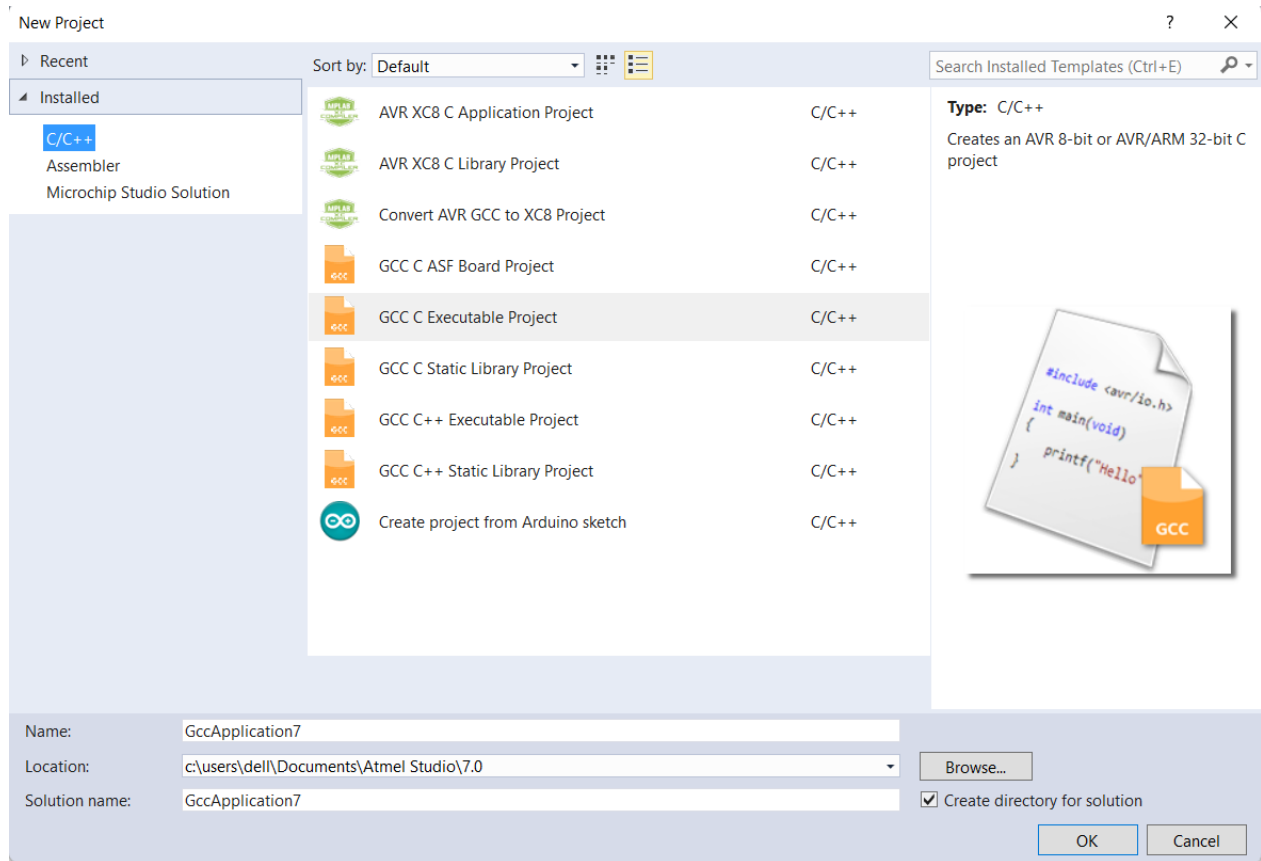 New Project
Recent
Installed
C/C++
Assembler
Microchip Studio Solution
Sort by: Default
Search Installed Templates (Ctrl+E)
AVR XC8 C Application Project C/C++
AVR XC8 C Library Project C/C++
Convert AVR GCC to XC8 Project C/C++
GCC C ASF Board Project C/C++
GCC C Executable Project C/C++
GCC C Static Library Project C/C++
GCC C++ Executable Project C/C++
GCC C++ Static Library Project C/C++
Create project from Arduino sketch C/C++
Type: C/C++
Creates an AVR 8-bit or AVR/ARM 32-bit C
project
#include <avr/io.h>
int main(void)
{
printf("Hello"
}
GCC
Name: GccApplication7
Location: c:\users\dell\Documents\Atmel Studio\7.0
Browse...
Solution name: GccApplication7
Create directory for solution
OK Cancel